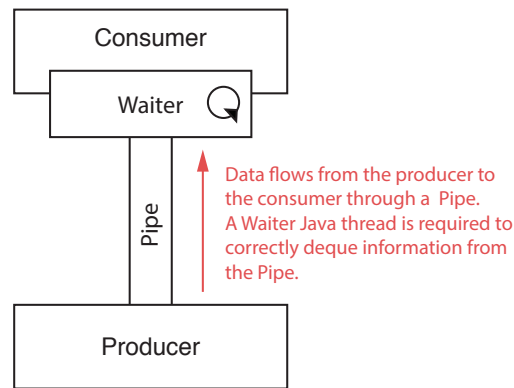 Consumer
Waiter
Data flows from the producer to
the consumer through a Pipe.
A Waiter Java thread is required to
correctly deque information from
the Pipe.
Pipe
Producer